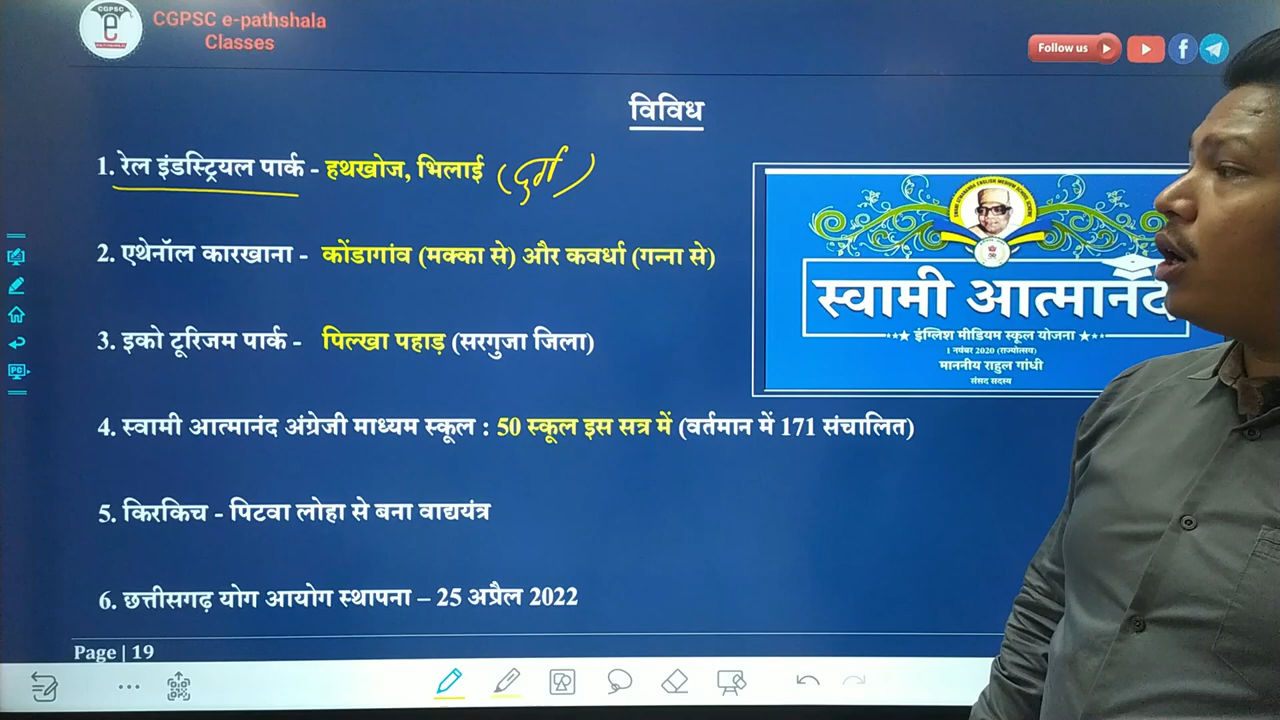 CGPSC e-pathshala
Classes
CGPSC
e
Follow us
विविध
1. रेल इंडस्ट्रियल पार्क - हथखोज, भिलाई (दुर्ग)
2. एथेनॉल कारखाना - कोंडागांव (मक्का से) और कवर्धा (गन्ना से)
3. इको टूरिजम पार्क - पिल्खा पहाड़ (सरगुजा जिला)
4. स्वामी आत्मानंद अंग्रेजी माध्यम स्कूल : 50 स्कूल इस सत्र में (वर्तमान में 171 संचालित)
5. किरकिच - पिटवा लोहा से बना वाद्ययंत्र
6. छत्तीसगढ़ योग आयोग स्थापना – 25 अप्रैल 2022
स्वामी आत्मानंद
इंग्लिश मीडियम स्कूल योजना
1 नवंबर 2020 (राज्योत्सव)
माननीय राहुल गांधी
संसद सदस्य
Page | 19
PC